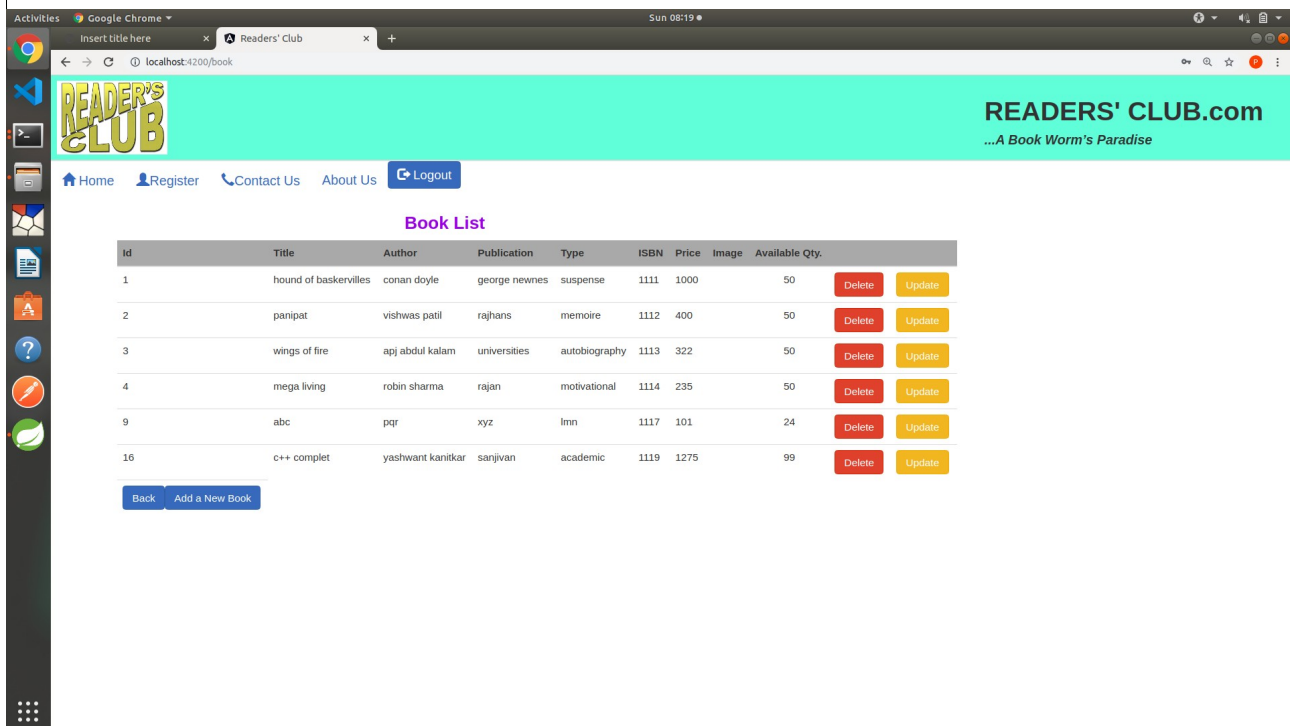 Activities Google Chrome Sun 08:19
Insert title here × Readers' Club × +
localhost:4200/book P
READER'S
CLUB
READERS' CLUB.com
...A Book Worm's Paradise
Home Register Contact Us About Us Logout
Book List
Id Title Author Publication Type ISBN Price Image Available Qty.
1 hound of baskervilles conan doyle george newnes suspense 1111 1000 50 Delete Update
2 panipat vishwas patil rajhans memoire 1112 400 50 Delete Update
3 wings of fire apj abdul kalam universities autobiography 1113 322 50 Delete Update
4 mega living robin sharma rajan motivational 1114 235 50 Delete Update
9 abc pqr xyz lmn 1117 101 24 Delete Update
16 c++ complet yashwant kanitkar sanjivan academic 1119 1275 99 Delete Update
Back Add a New Book